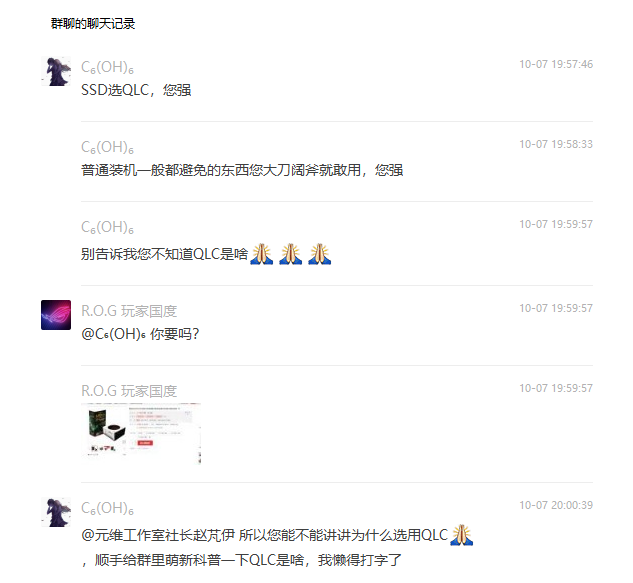 群聊的聊天记录
C₆(OH)₆
10-07 19:57:46
SSD选QLC，您强
C₆(OH)₆
10-07 19:58:33
普通装机一般都避免的东西您大刀阔斧就敢用，您强
C₆(OH)₆
10-07 19:59:57
别告诉我您不知道QLC是啥🙏🙏🙏
R.O.G 玩家国度
10-07 19:59:57
@C₆(OH)₆ 你要吗？
R.O.G 玩家国度
10-07 19:59:57
C₆(OH)₆
10-07 20:00:39
@元维工作室社长赵芃伊 所以您能不能讲讲为什么选用QLC🙏
，顺手给群里萌新科普一下QLC是啥，我懒得打字了